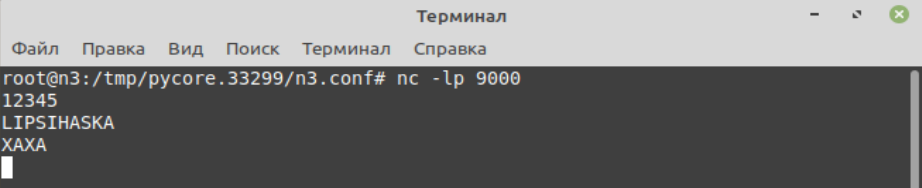 Терминал
Файл Правка Вид Поиск Терминал Справка
root@n3:/tmp/pycore.33299/n3.conf# nc -lp 9000
12345
LIPSIHASKA
XAXA